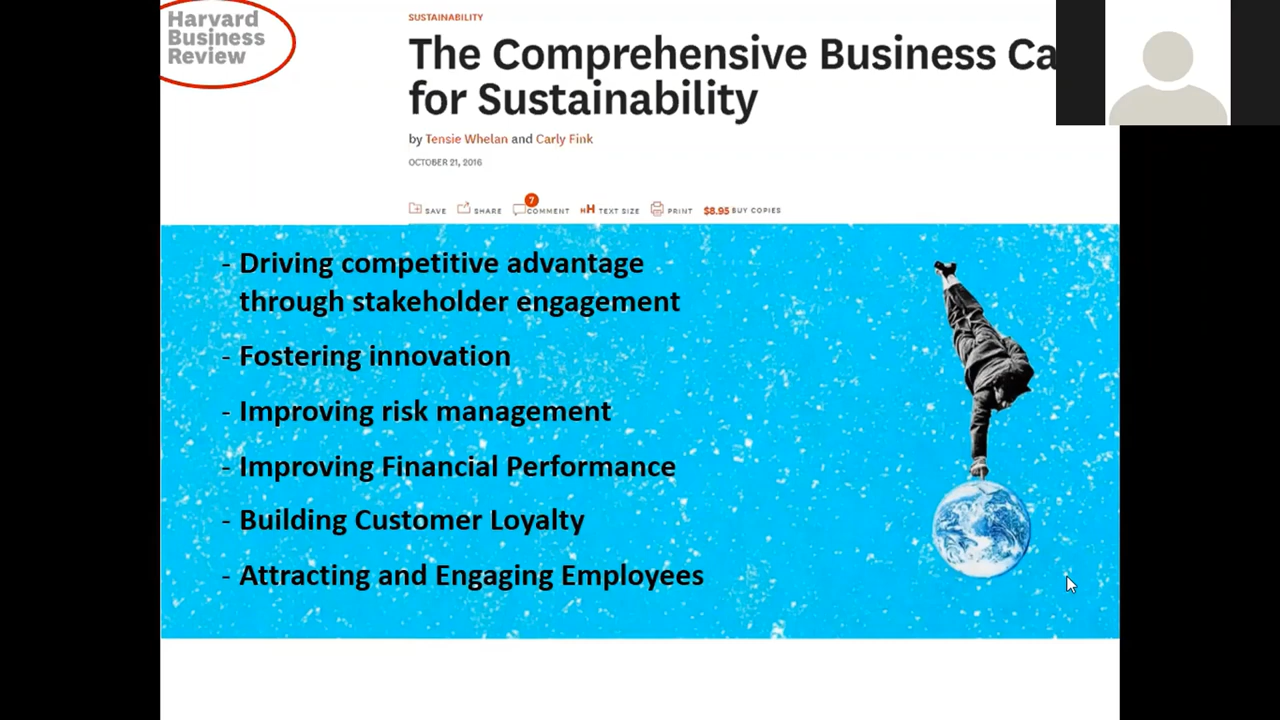 Harvard
Business
Review
SUSTAINABILITY
The Comprehensive Business Ca
for Sustainability
by Tensie Whelan and Carly Fink
OCTOBER 21, 2016
SAVE SHARE 7 COMMENT HH TEXT SIZE PRINT $8.95 BUY COPIES
- Driving competitive advantage
through stakeholder engagement
- Fostering innovation
- Improving risk management
- Improving Financial Performance
- Building Customer Loyalty
- Attracting and Engaging Employees